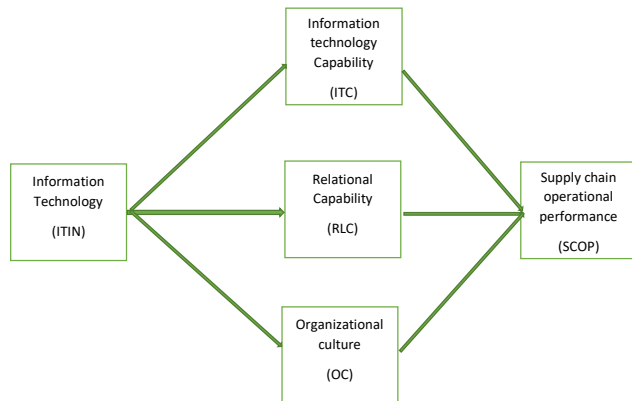 Information
technology
Capability
(ITC)
Information
Technology
(ITIN)
Relational
Capability
(RLC)
Supply chain
operational
performance
(SCOP)
Organizational
culture
(OC)